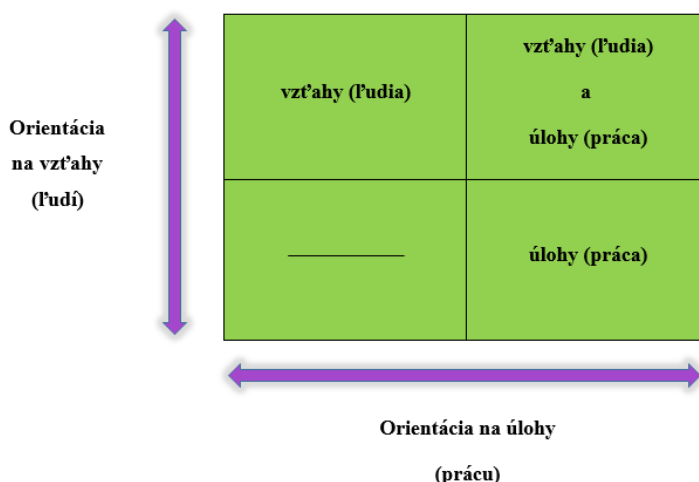 vzťahy (ľudia)
vzťahy (ľudia)
a
úlohy (práca)
Orientácia
na vzťahy
(ľudí)
úlohy (práca)
Orientácia na úlohy
(prácu)